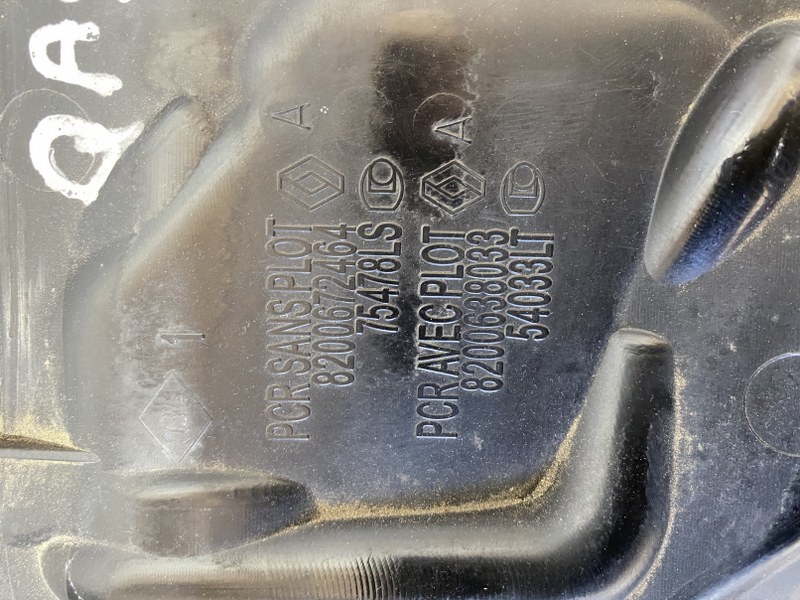 QA
A
PCR SANS PLOT
8200672464
75478LS
A
PCR AVEC PLOT
8200638033
54033LT
1